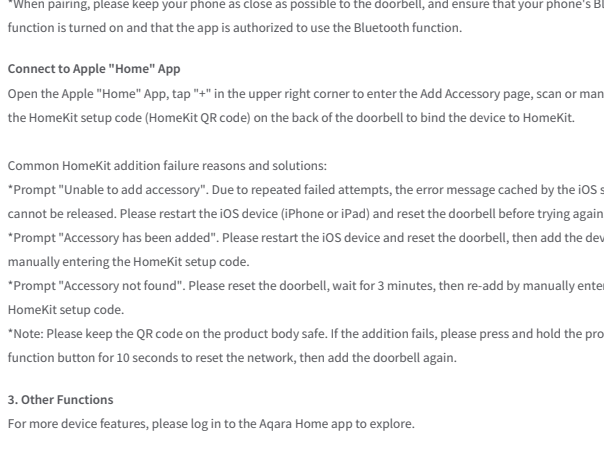 *When pairing, please keep your phone as close as possible to the doorbell, and ensure that your phone's
function is turned on and that the app is authorized to use the Bluetooth function.
Connect to Apple "Home" App
Open the Apple "Home" App, tap "+" in the upper right corner to enter the Add Accessory page, scan or
the HomeKit setup code (HomeKit QR code) on the back of the doorbell to bind the device to HomeKit.
Common HomeKit addition failure reasons and solutions:
*Prompt "Unable to add accessory". Due to repeated failed attempts, the error message cached by the iOS
cannot be released. Please restart the iOS device (iPhone or iPad) and reset the doorbell before trying again
*Prompt "Accessory has been added". Please restart the iOS device and reset the doorbell, then add the
manually entering the HomeKit setup code.
*Prompt "Accessory not found". Please reset the doorbell, wait for 3 minutes, then re-add by manually
HomeKit setup code.
*Note: Please keep the QR code on the product body safe. If the addition fails, please press and hold the
function button for 10 seconds to reset the network, then add the doorbell again.
3. Other Functions
For more device features, please log in to the Aqara Home app to explore.